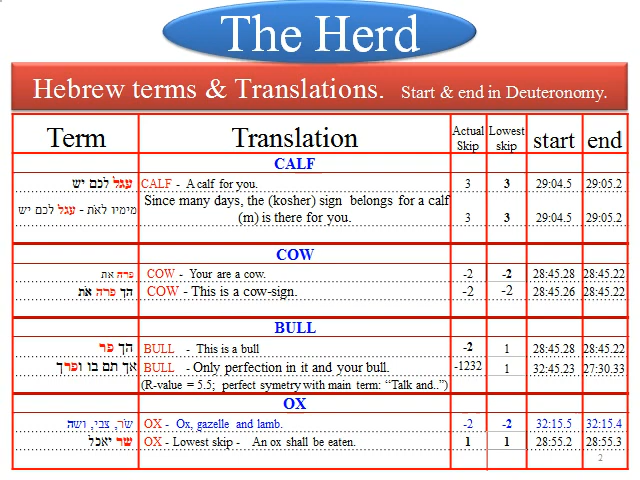 The Herd
Hebrew terms & Translations. Start & end in Deuteronomy.
Term Translation Actual Skip Lowest skip start end
CALF
עגל לכם יש CALF - A calf for you. 3 3 29:04.5 29:05.2
Since many days, the (kosher) sign belongs for a calf
מימיו לאֹת - עגל לכם יש (m) is there for you. 3 3 29:04.5 29:05.2
COW
פרה את COW - Your are a cow. -2 -2 28:45.28 28:45.22
הך פרה אֹת COW - This is a cow-sign. -2 -2 28:45.26 28:45.22
BULL
הך פר BULL - This is a bull -2 1 28:45.28 28:45.22
אך תם בו ופרך BULL - Only perfection in it and your bull. -1232 1 32:45.23 27:30.33
(R-value = 5.5; perfect symetry with main term: “Talk and..”)
OX
שֹר, צבי, ושה OX - Ox, gazelle and lamb. -2 -2 32:15.5 32:15.4
שר יאכל OX - Lowest skip - An ox shall be eaten. 1 1 28:55.2 28:55.3
2